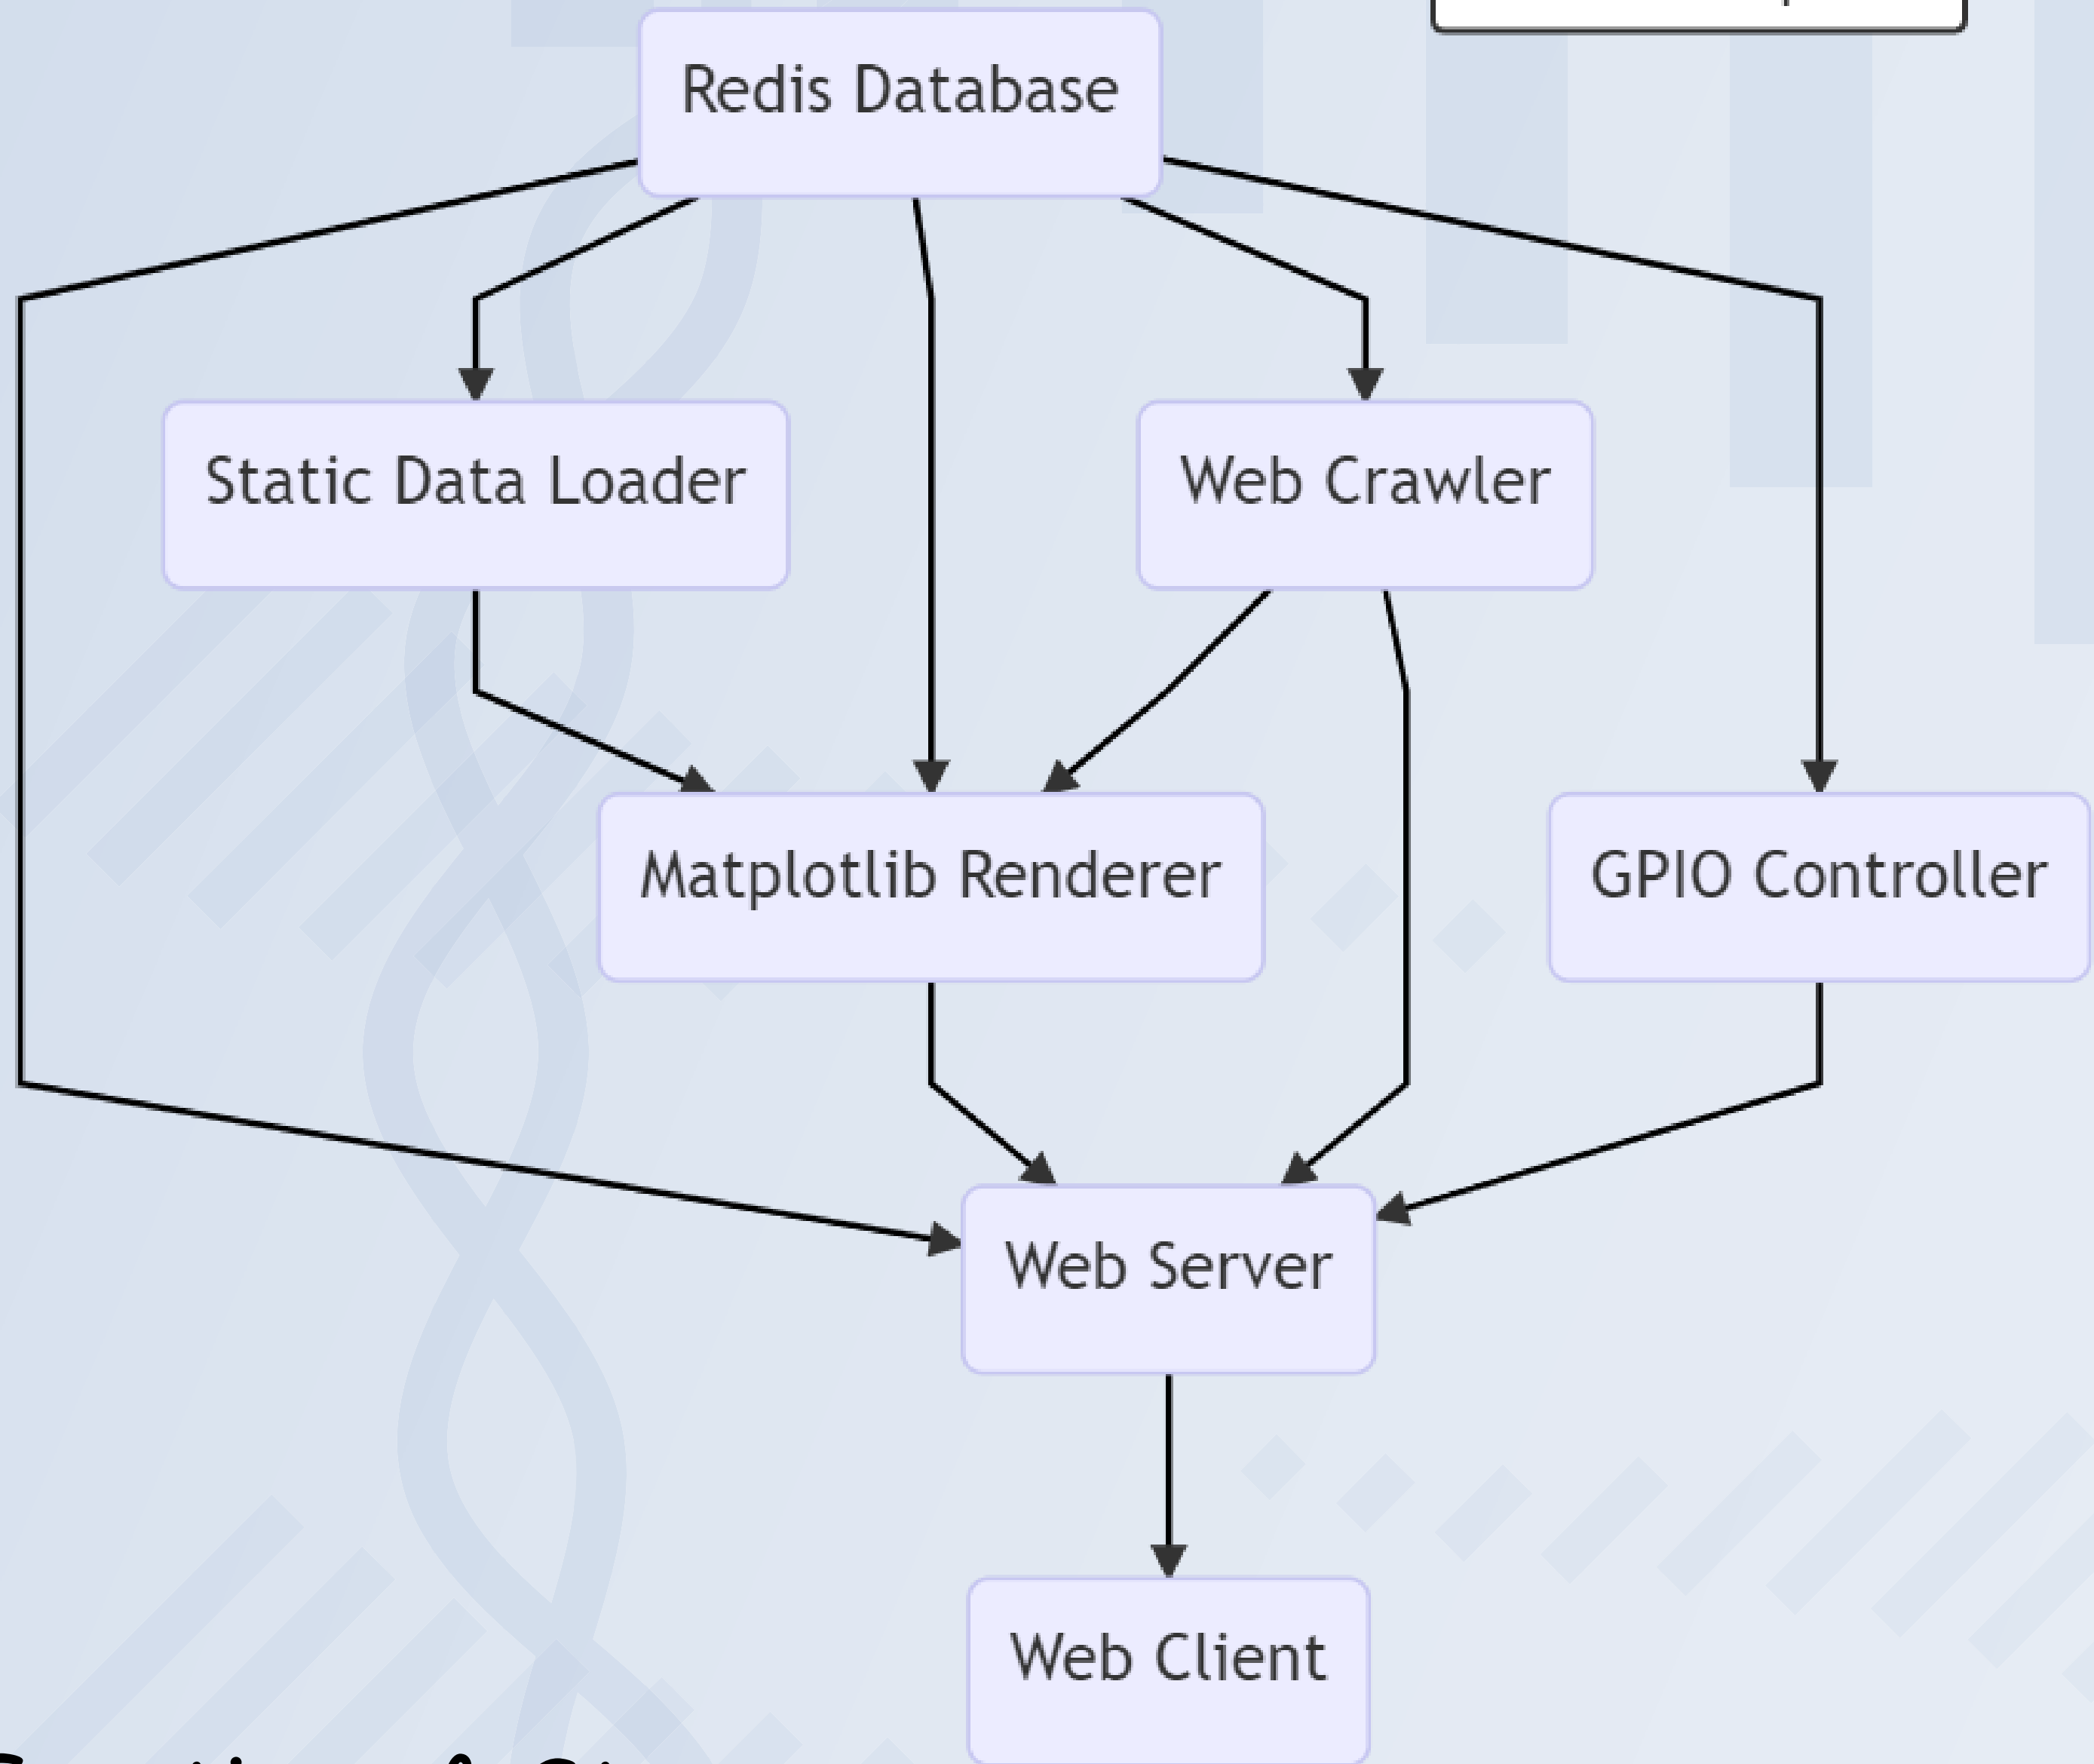 Redis Database
Static Data Loader
Web Crawler
Matplotlib Renderer
GPIO Controller
Web Server
Web Client